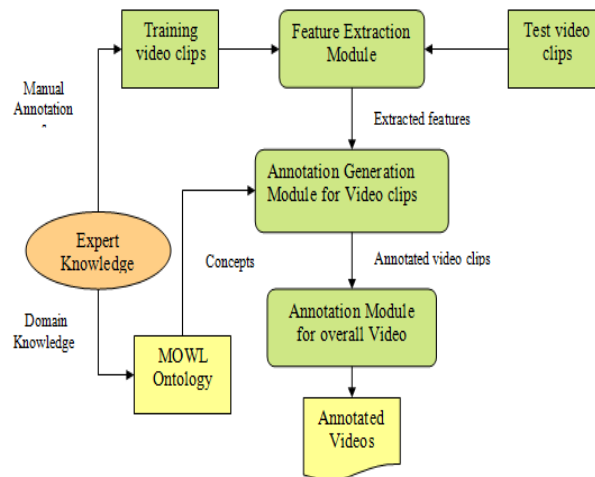 Training
video clips
Feature Extraction
Module
Test video
clips
Manual
Annotation
Extracted features
Annotation Generation
Module for Video clips
Expert
Knowledge
Concepts
Annotated video clips
Domain
Knowledge
MOWL
Ontology
Annotation Module
for overall Video
Annotated
Videos